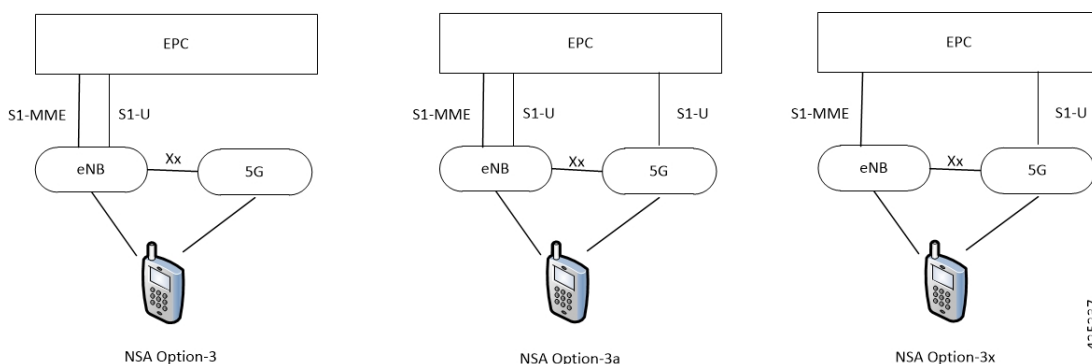 EPC
S1-MME
S1-U
eNB
Xx
5G
NSA Option-3
EPC
S1-MME
S1-U
S1-U
eNB
Xx
5G
NSA Option-3a
EPC
S1-MME
S1-U
eNB
Xx
5G
NSA Option-3x